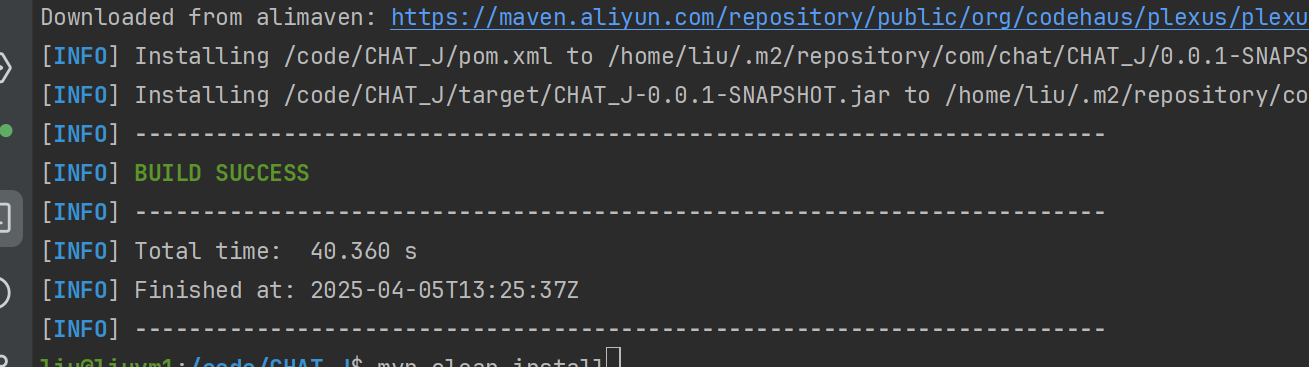 Downloaded from alimaven: https://maven.aliyun.com/repository/public/org/codehaus/plexus/plexu
[INFO] Installing /code/CHAT_J/pom.xml to /home/liu/.m2/repository/com/chat/CHAT_J/0.0.1-SNAPS
[INFO] Installing /code/CHAT_J/target/CHAT_J-0.0.1-SNAPSHOT.jar to /home/liu/.m2/repository/co
[INFO] ------------------------------------------------------------------------
[INFO] BUILD SUCCESS
[INFO] ------------------------------------------------------------------------
[INFO] Total time:  40.360 s
[INFO] Finished at: 2025-04-05T13:25:37Z
[INFO] ------------------------------------------------------------------------
liu@liuvm1:/code/CHAT_J$ mvn clean install